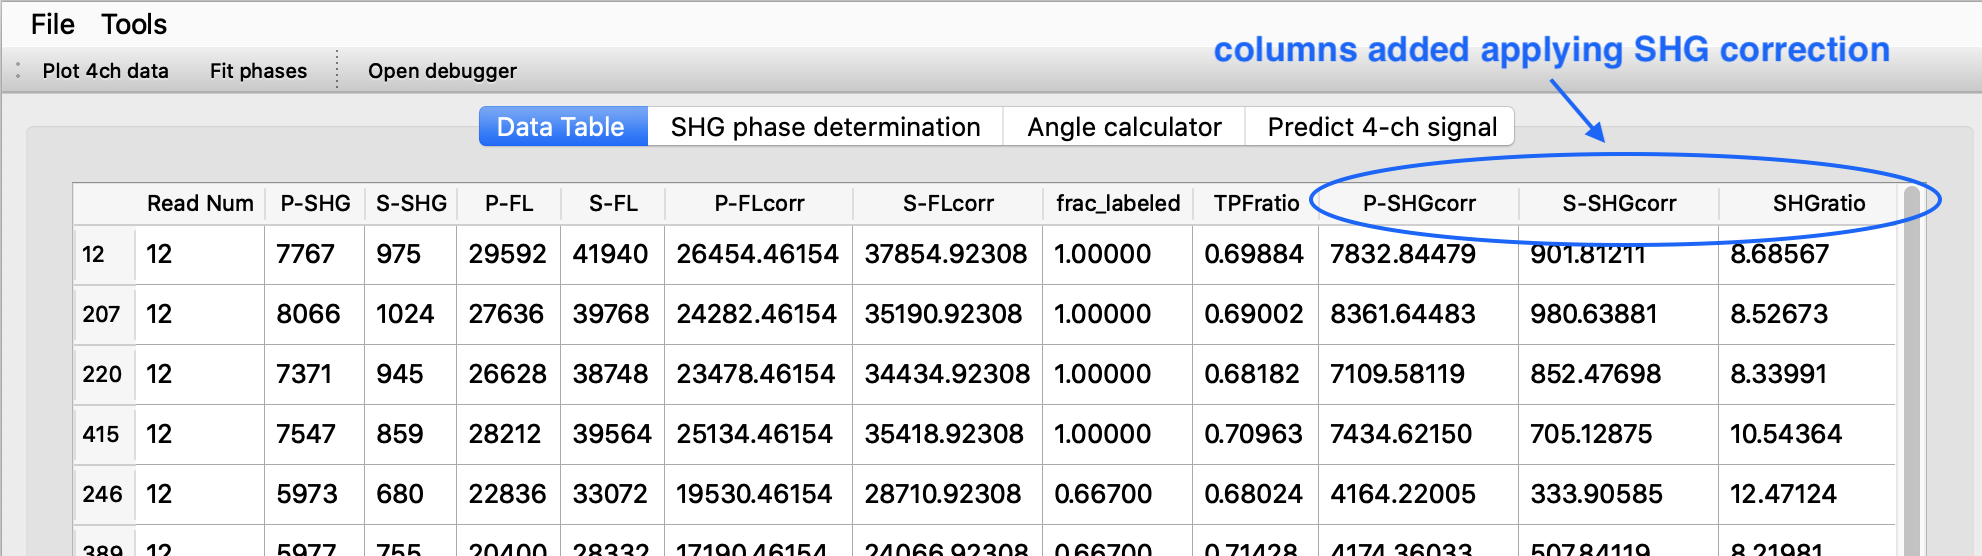 File Tools
columns added applying SHG correction
Plot 4ch data Fit phases Open debugger
Data Table SHG phase determination Angle calculator Predict 4-ch signal
Read Num P-SHG S-SHG P-FL S-FL P-FLcorr S-FLcorr frac_labeled TPFratio P-SHGcorr S-SHGcorr SHGratio
12 12 7767 975 29592 41940 26454.46154 37854.92308 1.00000 0.69884 7832.84479 901.81211 8.68567
207 12 8066 1024 27636 39768 24282.46154 35190.92308 1.00000 0.69002 8361.64483 980.63881 8.52673
220 12 7371 945 26628 38748 23478.46154 34434.92308 1.00000 0.68182 7109.58119 852.47698 8.33991
415 12 7547 859 28212 39564 25134.46154 35418.92308 1.00000 0.70963 7434.62150 705.12875 10.54364
246 12 5973 680 22836 33072 19530.46154 28710.92308 0.66700 0.68024 4164.22005 333.90585 12.47124
389 12 5977 755 20400 28332 17190.46154 24066.92308 0.66700 0.71428 4174.36033 507.84119 8.21981